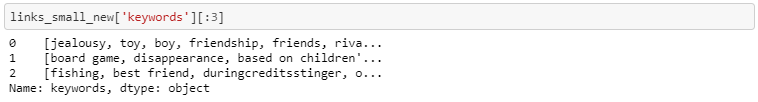 links_small_new['keywords'][:3]
0    [jealousy, toy, boy, friendship, friends, riva...
1    [board game, disappearance, based on children'...
2    [fishing, best friend, duringcreditsstinger, o...
Name: keywords, dtype: object